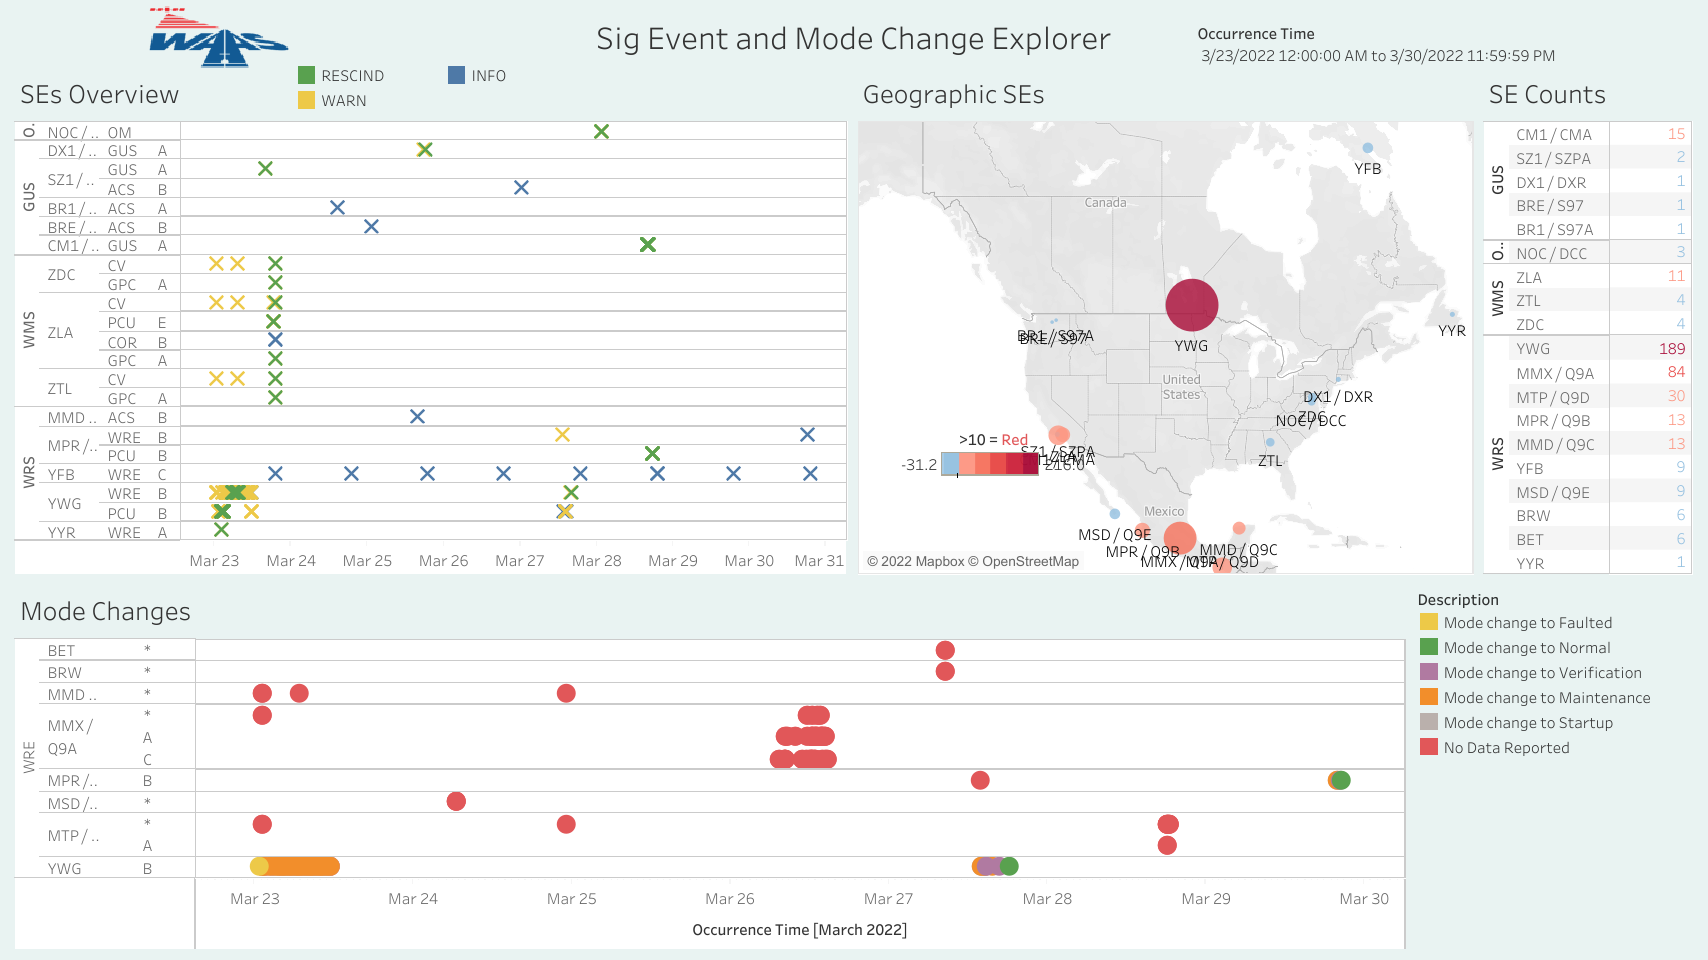 WAAS
Sig Event and Mode Change Explorer
Occurrence Time
3/23/2022 12:00:00 AM to 3/30/2022 11:59:59 PM
RESCIND
INFO
WARN
SEs Overview
O.
NOC / .. OM
GUS
DX1 / .. GUS A
SZ1 / .. GUS A
ACS B
BR1 / .. ACS A
BRE / .. ACS B
CM1 / .. GUS A
WMS
ZDC CV
GPC A
ZLA CV
PCU E
COR B
GPC A
ZTL CV
GPC A
WRS
MMD .. ACS B
MPR /.. WRE B
PCU B
YFB WRE C
YWG WRE B
PCU B
YYR WRE A
Mar 23 Mar 24 Mar 25 Mar 26 Mar 27 Mar 28 Mar 29 Mar 30 Mar 31
Geographic SEs
YFB
Canada
BR1 / S97A
BRE / S97
YWG
YYR
United States
DX1 / DXR
ZDC
NOC / DCC
ZTL
>10 = Red
-31.2
216.0
SZ1 / SZPA
Mexico
MSD / Q9E
MPR / Q9B
MMD / Q9C
MMX / Q9A
MTP / Q9D
© 2022 Mapbox © OpenStreetMap
SE Counts
GUS
CM1 / CMA 15
SZ1 / SZPA 2
DX1 / DXR 1
BRE / S97 1
BR1 / S97A 1
O..
NOC / DCC 3
WMS
ZLA 11
ZTL 4
ZDC 4
WRS
YWG 189
MMX / Q9A 84
MTP / Q9D 30
MPR / Q9B 13
MMD / Q9C 13
YFB 9
MSD / Q9E 9
BRW 6
BET 6
YYR 1
Mode Changes
WRE
BET *
BRW *
MMD .. *
MMX / Q9A *
A
C
MPR /.. B
MSD /.. *
MTP / .. *
A
YWG B
Mar 23 Mar 24 Mar 25 Mar 26 Mar 27 Mar 28 Mar 29 Mar 30
Occurrence Time [March 2022]
Description
Mode change to Faulted
Mode change to Normal
Mode change to Verification
Mode change to Maintenance
Mode change to Startup
No Data Reported